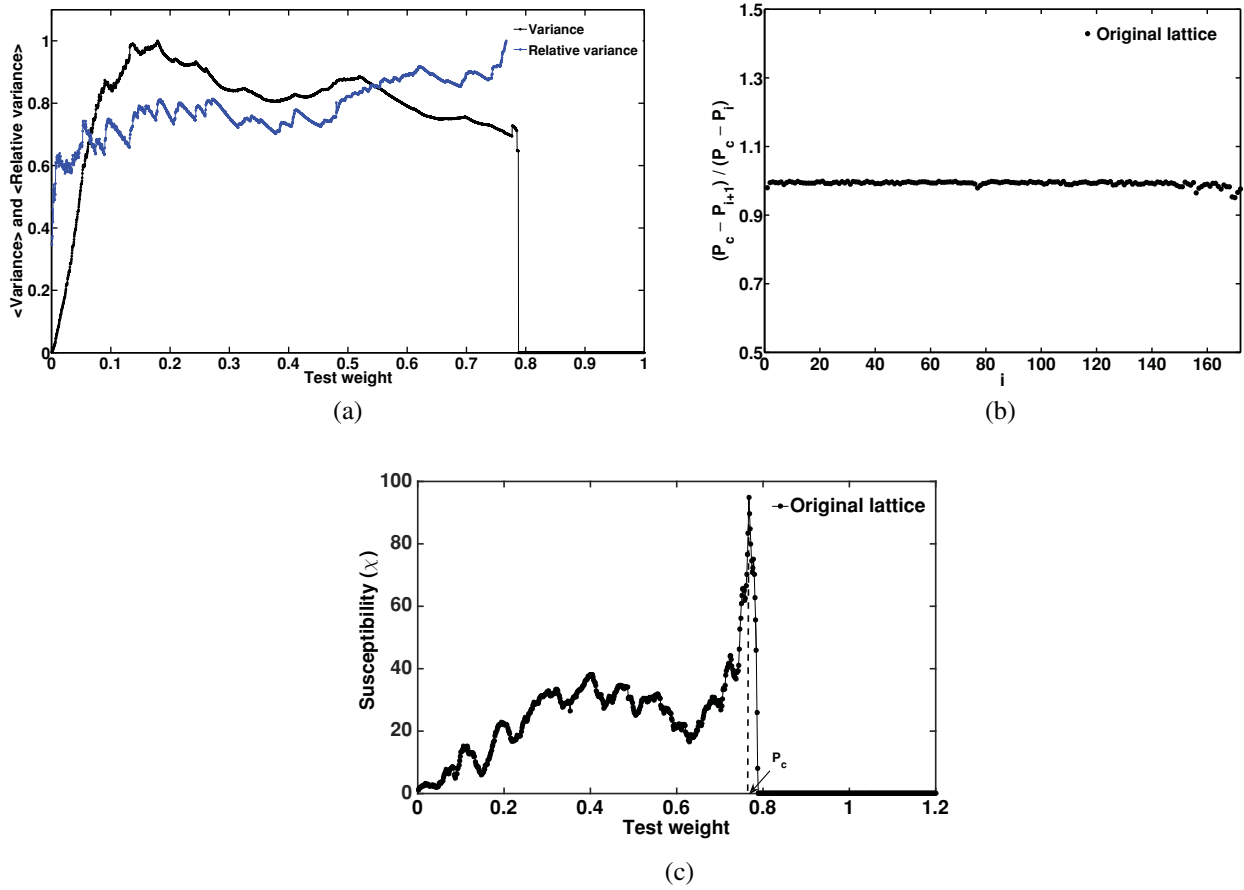 <Variance> and <Relative variance>
1
0.8
0.6
0.4
0.2
0
0 0.1 0.2 0.3 0.4 0.5 0.6 0.7 0.8 0.9 1
Test weight
Variance
Relative variance
(a)
(P_c − P_{i+1}) / (P_c − P_i)
1.5
1.3
1.1
0.9
0.7
0.5
0 20 40 60 80 100 120 140 160
i
Original lattice
(b)
Susceptibility (χ)
100
80
60
40
20
0
0 0.2 0.4 0.6 0.8 1 1.2
Test weight
Original lattice
P_c
(c)